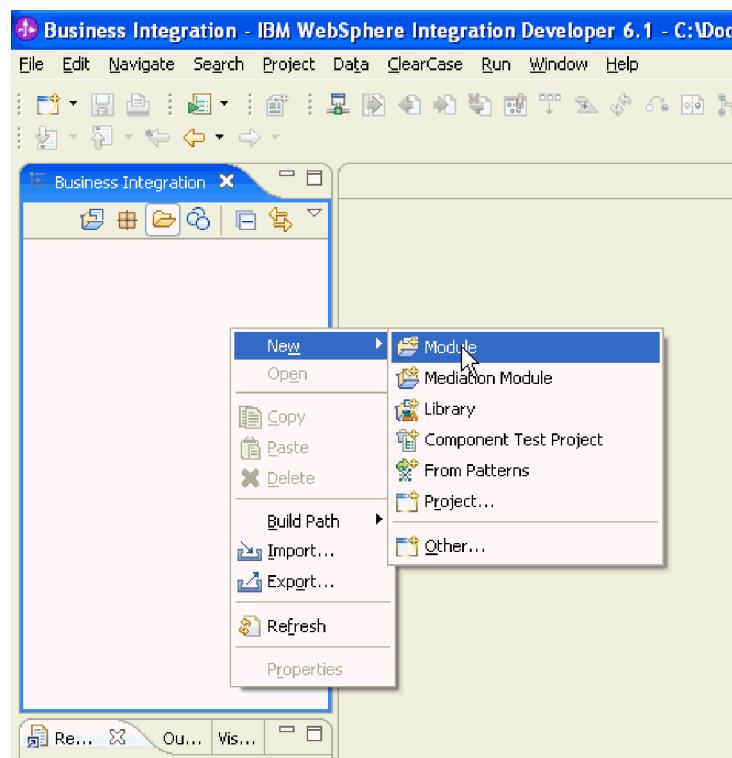 Business Integration - IBM WebSphere Integration Developer 6.1 - C:\Doc
File Edit Navigate Search Project Data ClearCase Run Window Help
Business Integration
New
Open
Copy
Paste
Delete
Build Path
Import...
Export...
Refresh
Properties
Module
Mediation Module
Library
Component Test Project
From Patterns
Project...
Other...
Re... Ou... Vis...